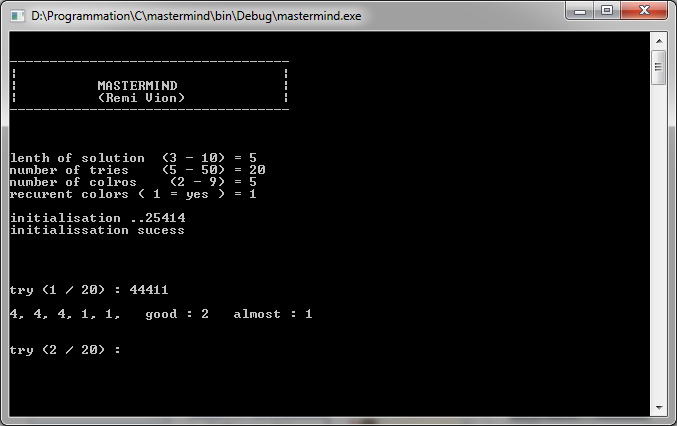 D:\Programmation\C\mastermind\bin\Debug\mastermind.exe
MASTERMIND
(Remi Vion)
lenth of solution (3 - 10) = 5
number of tries (5 - 50) = 20
number of colros (2 - 9) = 5
recurent colors ( 1 = yes ) = 1
initialisation ..25414
initialissation sucess
try (1 / 20) : 44411
4, 4, 4, 1, 1, good : 2 almost : 1
try (2 / 20) :